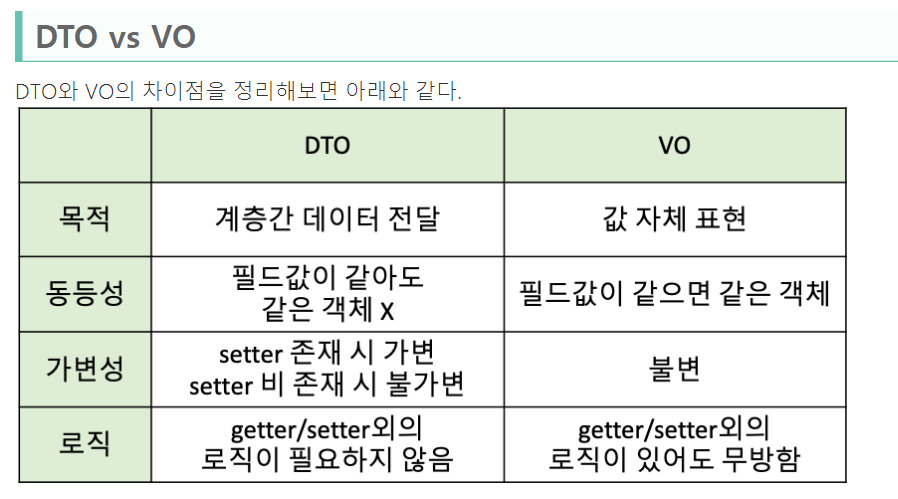 DTO vs VO
DTO와 VO의 차이점을 정리해보면 아래와 같다.
DTO
VO
목적
계층간 데이터 전달
값 자체 표현
동등성
필드값이 같아도
같은 객체 X
필드값이 같으면 같은 객체
가변성
setter 존재 시 가변
setter 비 존재 시 불가변
불변
로직
getter/setter외의
로직이 필요하지 않음
getter/setter외의
로직이 있어도 무방함